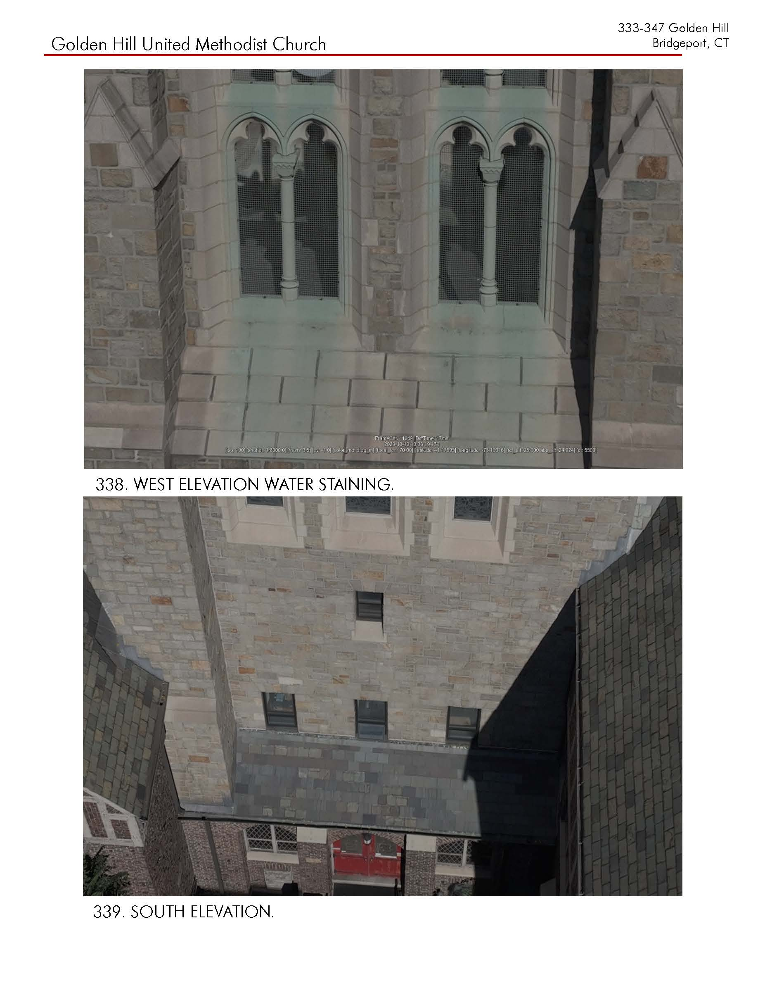 333-347 Golden Hill
Golden Hill United Methodist Church
Bridgeport, CT
FrameCnt: 11049, DiffTime: 17ms
2023-10-13 10:33:19.179
[iso: 100] [shutter: 1/8000.0] [fnum: 3.5] [ev: -1.0] [color_md: dlog_m] [focal_len: 70.00] [latitude: 41.17895] [longitude: -73.19316] [rel_alt: 25.900 abs_alt: 24.024] [ct: 5500]
338. WEST ELEVATION WATER STAINING.
339. SOUTH ELEVATION.